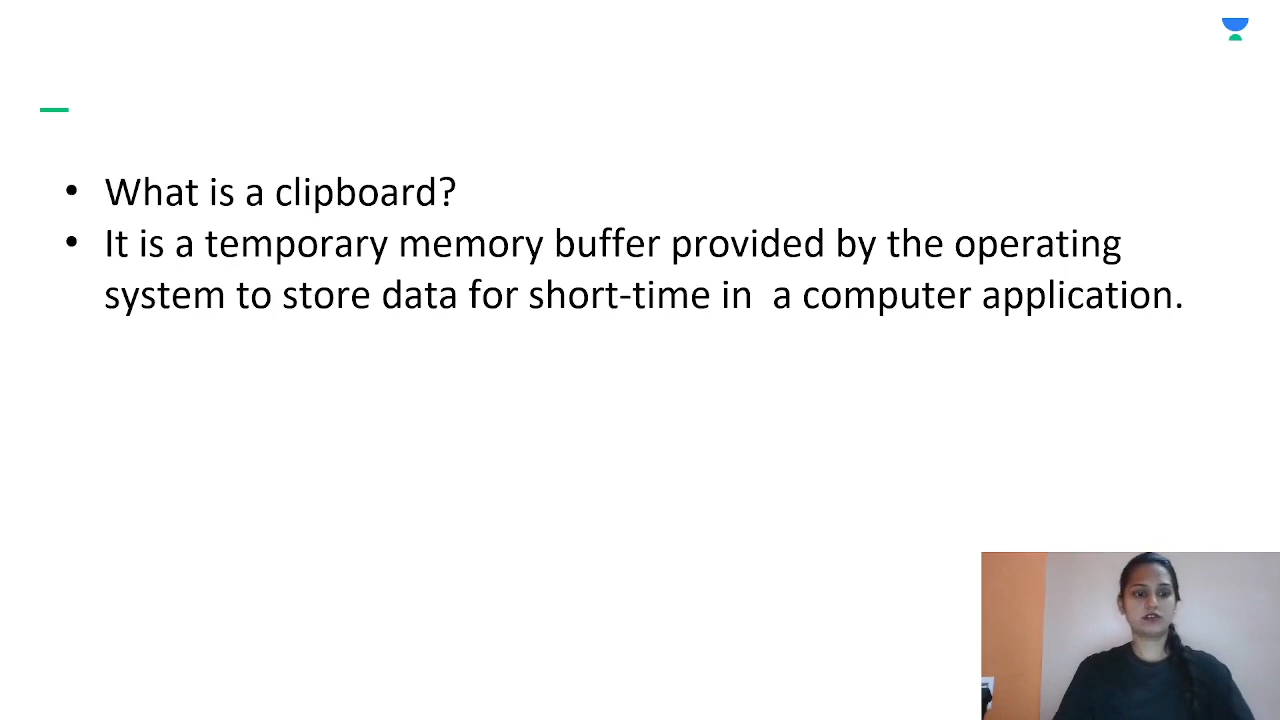 • What is a clipboard?
• It is a temporary memory buffer provided by the operating
system to store data for short-time in  a computer application.